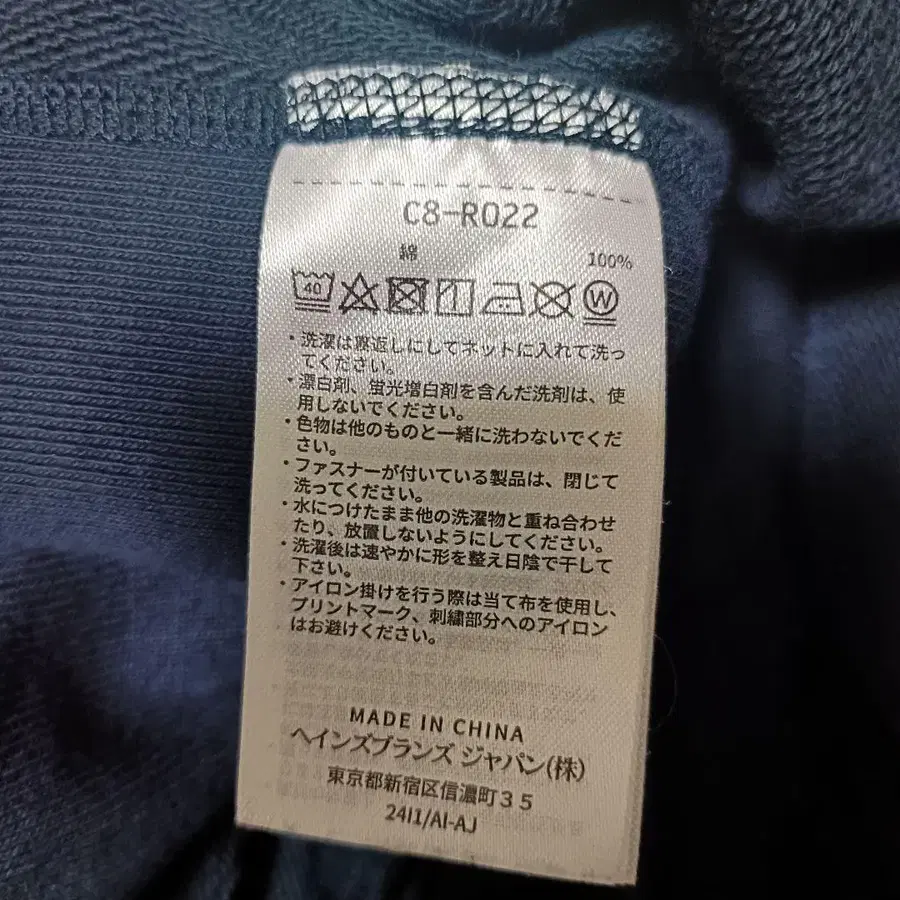 C8-R022
綿 100%
40 W
・洗濯は裏返しにしてネットに入れて洗っ
てください。
・漂白剤、蛍光増白剤を含んだ洗剤は、使
用しないでください。
・色物は他のものと一緒に洗わないでくだ
さい。
・ファスナーが付いている製品は、閉じて
洗ってください。
・水につけたまま他の洗濯物と重ね合わせ
たり、放置しないようにしてください。
・洗濯後は速やかに形を整え日陰で干して
下さい。
・アイロン掛けを行う際は当て布を使用し、
プリントマーク、刺繍部分へのアイロン
はお避けください。
MADE IN CHINA
ヘインズブランズ ジャパン(株)
東京都新宿区信濃町35
24I1/AI-AJ